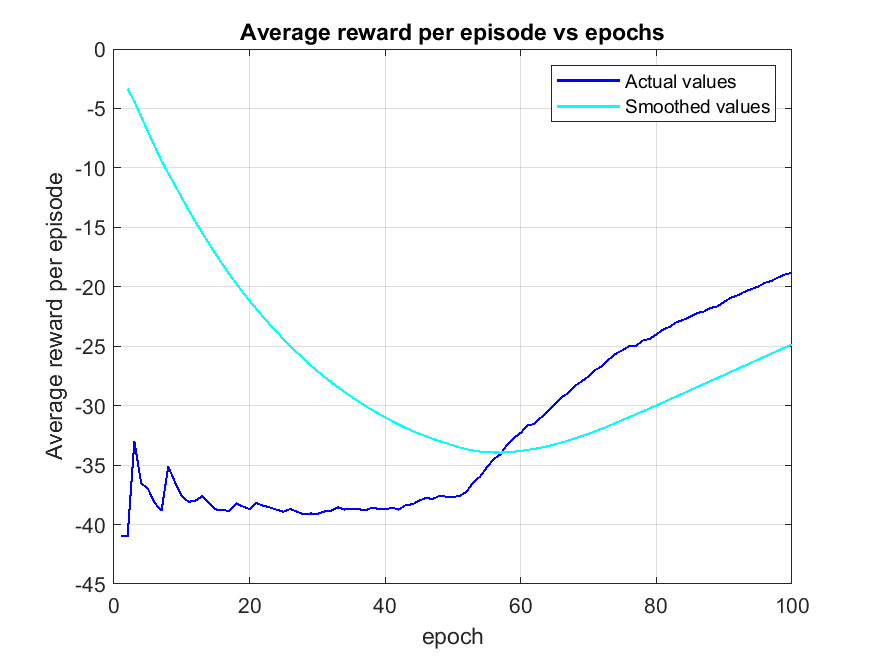 Average reward per episode vs epochs
Actual values
Smoothed values
Average reward per episode
0
-5
-10
-15
-20
-25
-30
-35
-40
-45
0 20 40 60 80 100
epoch